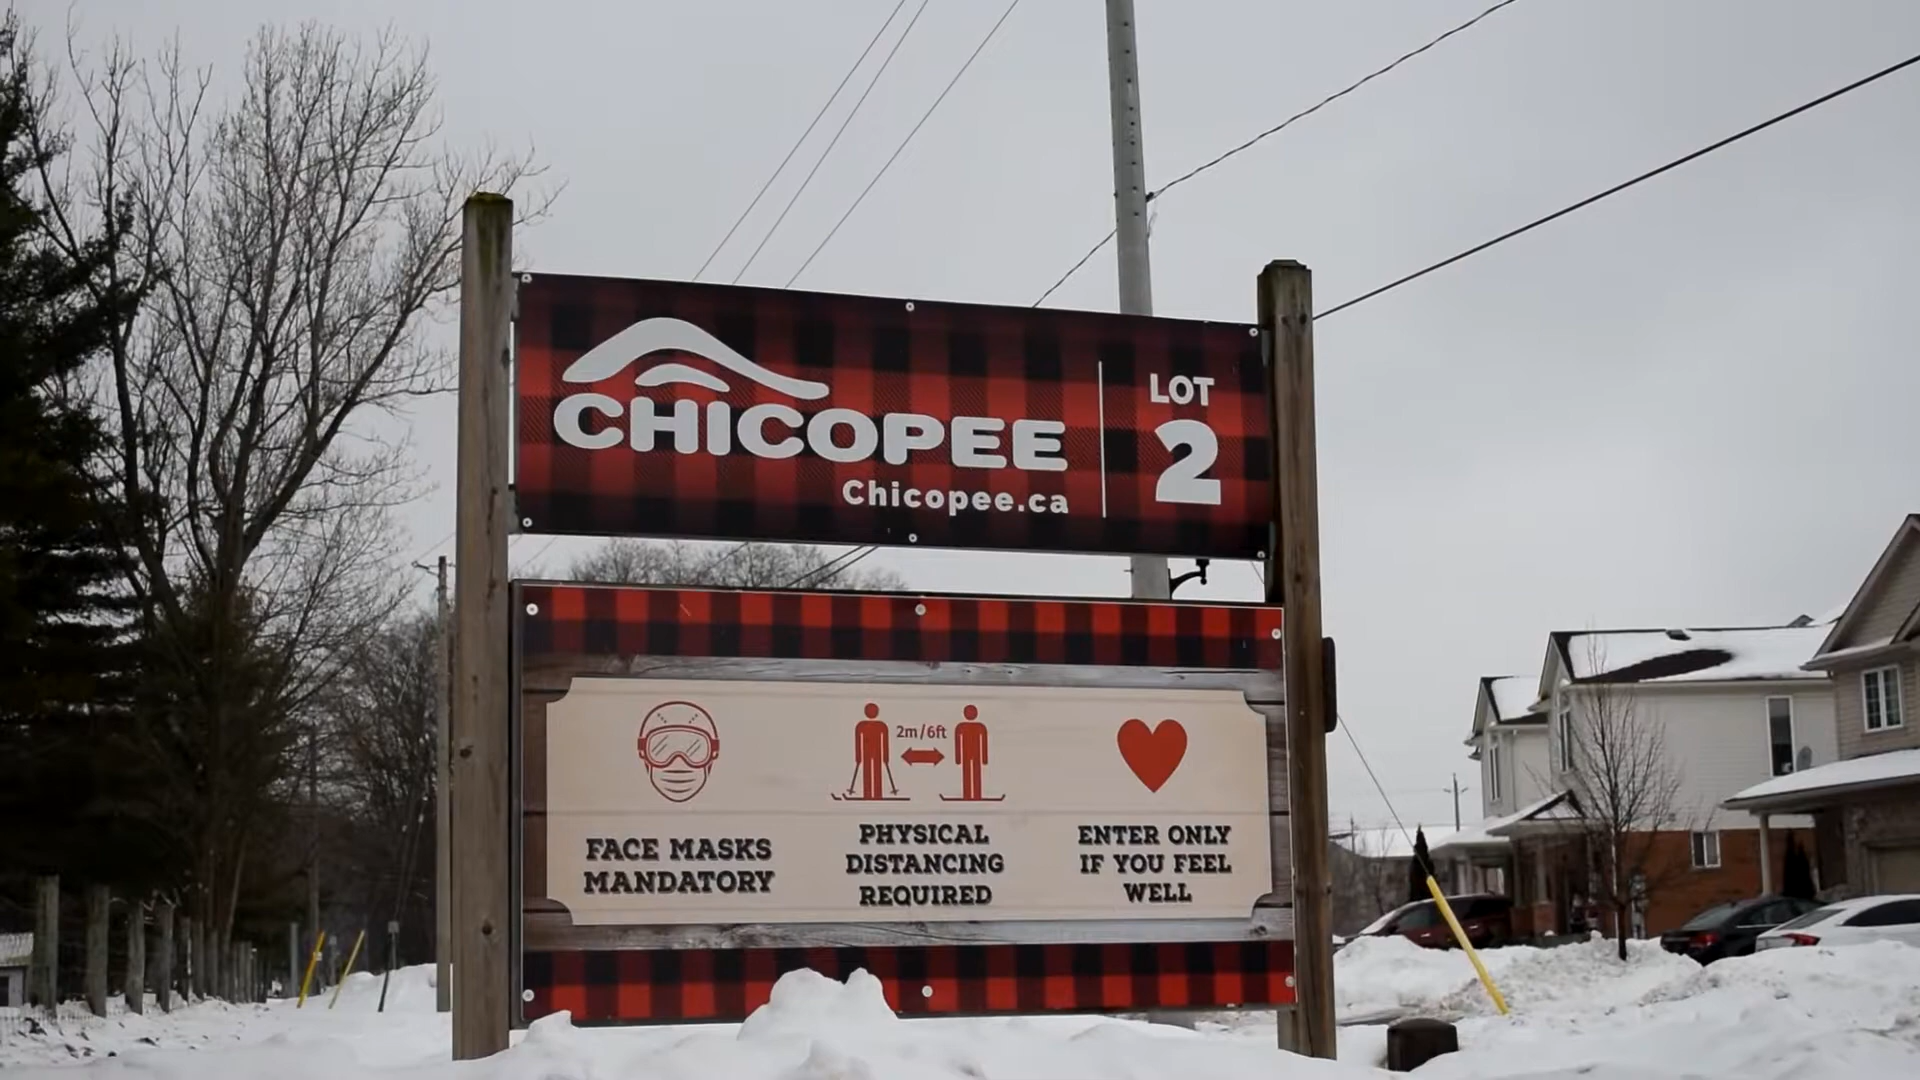 CHICOPEE
Chicopee.ca
LOT
2
2m/6ft
FACE MASKS
MANDATORY
PHYSICAL
DISTANCING
REQUIRED
ENTER ONLY
IF YOU FEEL
WELL